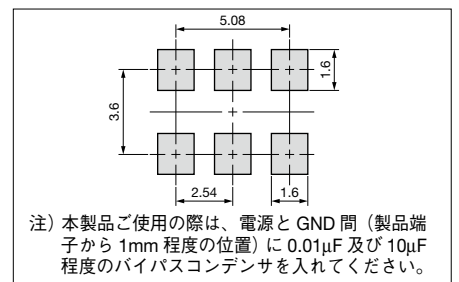 5.08
1.6
3.6
2.54
1.6
注) 本製品ご使用の際は、電源と GND 間（製品端
子から 1mm 程度の位置）に 0.01μF 及び 10μF
程度のバイパスコンデンサを入れてください。